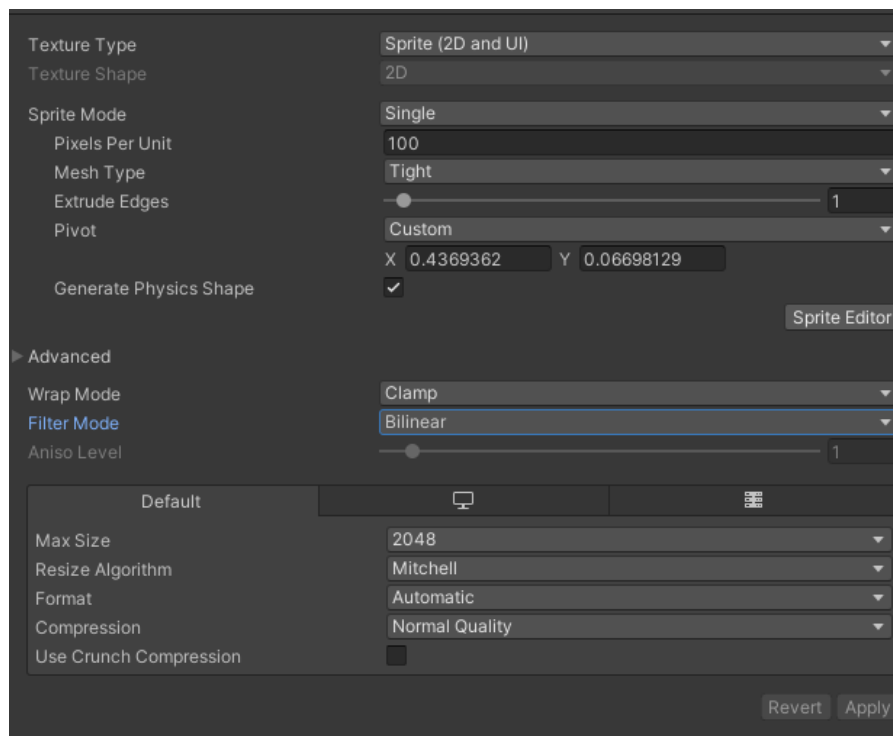 Texture Type Sprite (2D and UI)
Texture Shape 2D
Sprite Mode Single
Pixels Per Unit 100
Mesh Type Tight
Extrude Edges 1
Pivot Custom
X 0.4369362 Y 0.06698129
Generate Physics Shape
Sprite Editor
Advanced
Wrap Mode Clamp
Filter Mode Bilinear
Aniso Level 1
Default
Max Size 2048
Resize Algorithm Mitchell
Format Automatic
Compression Normal Quality
Use Crunch Compression
Revert Apply